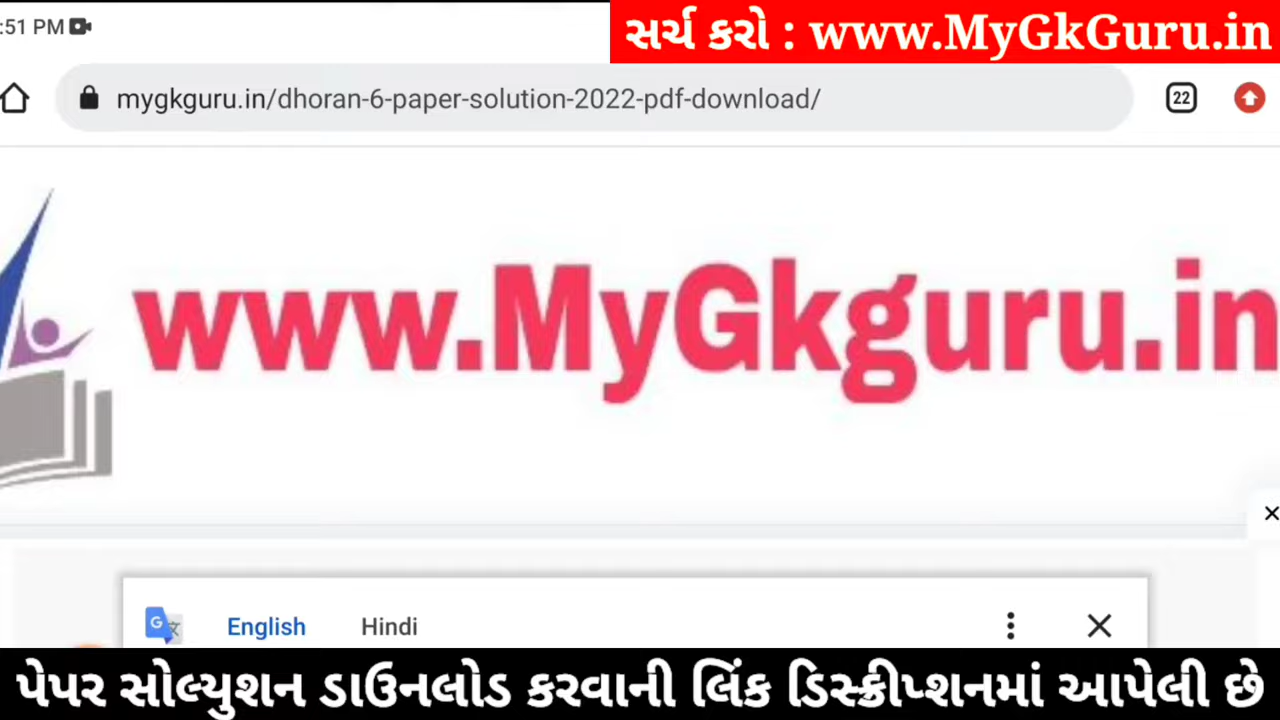 :51 PM
સર્ચ કરો : www.MyGkGuru.in
mygkguru.in/dhoran-6-paper-solution-2022-pdf-download/
22
www.MyGkguru.in
G 文
English Hindi
પેપર સોલ્યુશન ડાઉનલોડ કરવાની લિંક ડિસ્ક્રીપ્શનમાં આપેલી છે